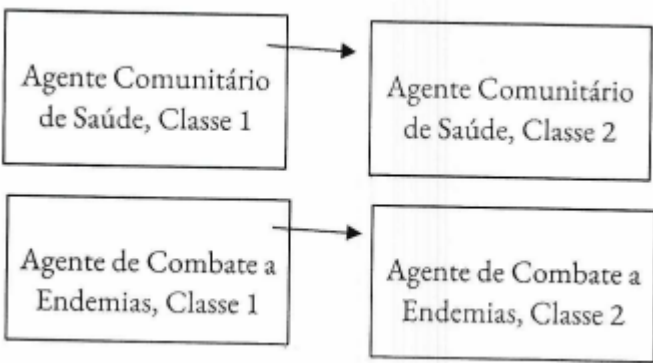 Agente Comunitário
de Saúde, Classe 1
Agente Comunitário
de Saúde, Classe 2
Agente de Combate a
Endemias, Classe 1
Agente de Combate a
Endemias, Classe 2